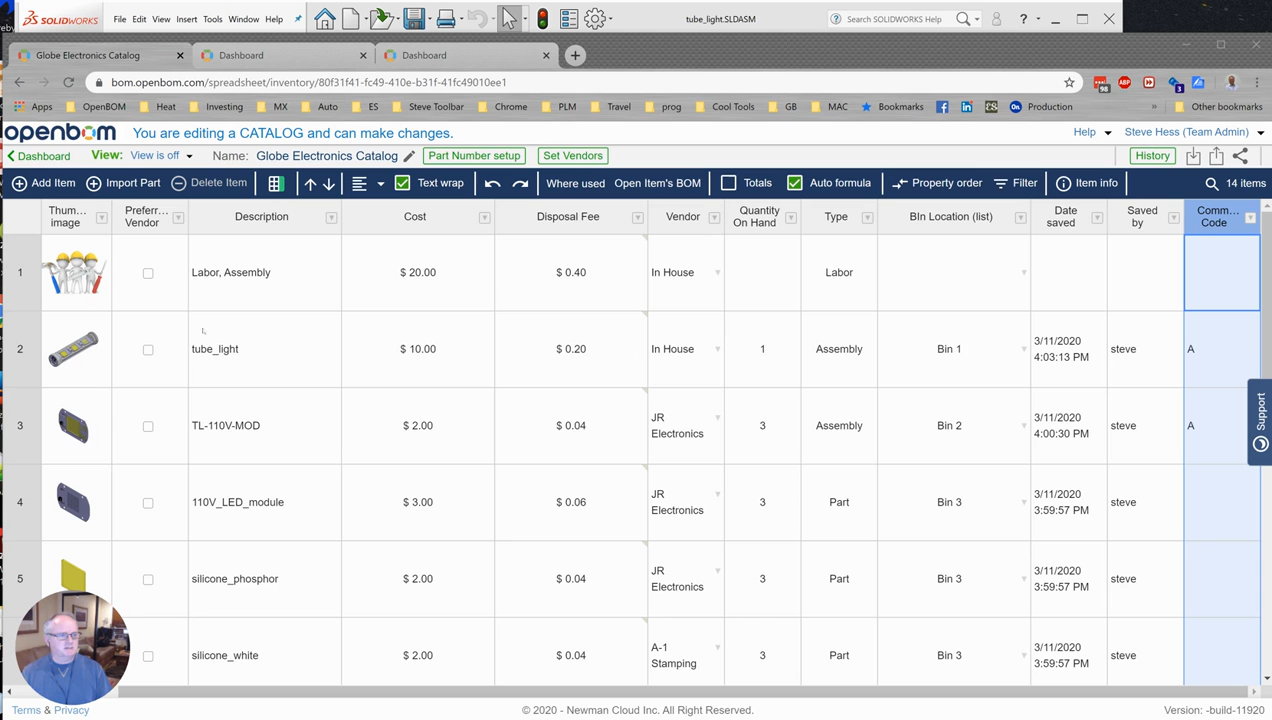 SOLIDWORKS File Edit View Insert Tools Window Help tube_light.SLDASM Search SOLIDWORKS Help ?
Globe Electronics Catalog Dashboard Dashboard
bom.openbom.com/spreadsheet/inventory/80f31f41-fc49-410e-b31f-41fc49010ee1 98 ABP 3
Apps OpenBOM Heat Investing MX Auto ES Steve Toolbar Chrome PLM Travel prog Cool Tools GB MAC Bookmarks Production » Other bookmarks
openbom You are editing a CATALOG and can make changes. Help Steve Hess (Team Admin)
Dashboard View: View is off Name: Globe Electronics Catalog Part Number setup Set Vendors History
Add Item Import Part Delete Item Text wrap Where used Open Item's BOM Totals Auto formula Property order Filter Item info 14 items
Thum... image Preferr... Vendor Description Cost Disposal Fee Vendor Quantity On Hand Type BIn Location (list) Date saved Saved by Comm... Code
1 Labor, Assembly $ 20.00 $ 0.40 In House Labor
2 tube_light $ 10.00 $ 0.20 In House 1 Assembly Bin 1 3/11/2020 4:03:13 PM steve A
3 TL-110V-MOD $ 2.00 $ 0.04 JR Electronics 3 Assembly Bin 2 3/11/2020 4:00:30 PM steve A
4 110V_LED_module $ 3.00 $ 0.06 JR Electronics 3 Part Bin 3 3/11/2020 3:59:57 PM steve
5 silicone_phosphor $ 2.00 $ 0.04 JR Electronics 3 Part Bin 3 3/11/2020 3:59:57 PM steve
silicone_white $ 2.00 $ 0.04 A-1 Stamping 3 Part Bin 3 3/11/2020 3:59:57 PM steve
Support
Terms & Privacy © 2020 - Newman Cloud Inc. All Right Reserved. Version: -build-11920